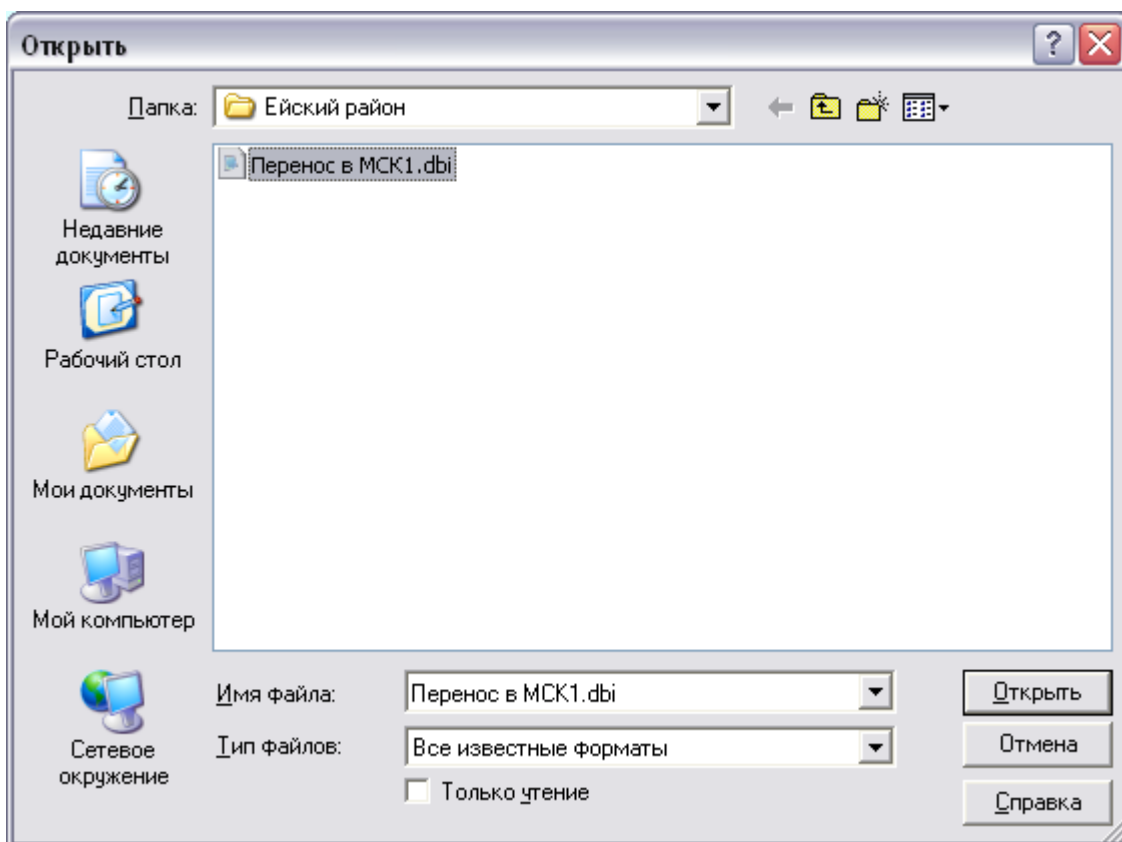 Открыть
Папка:
Ейский район
Перенос в МСК1.dbi
Недавние
документы
Рабочий стол
Мои документы
Мой компьютер
Сетевое
окружение
Имя файла:
Перенос в МСК1.dbi
Открыть
Тип файлов:
Все известные форматы
Отмена
Только чтение
Справка